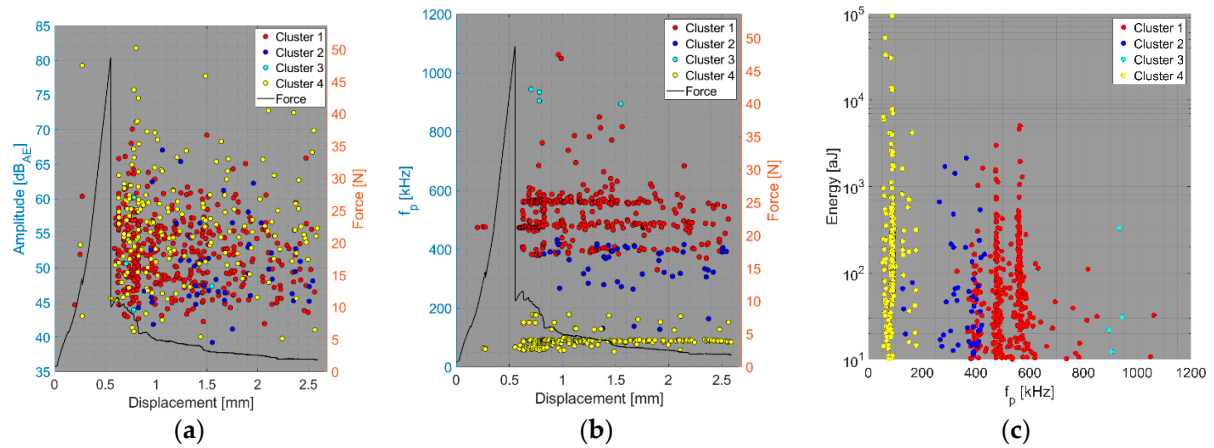 85
80
75
70
65
60
55
50
45
40
35
Amplitude [dB_AE]
0
0.5
1
1.5
2
2.5
Displacement [mm]
50
45
40
35
30
25
20
15
10
5
0
Force [N]
Cluster 1
Cluster 2
Cluster 3
Cluster 4
Force
(a)
1200
1000
800
600
400
200
0
f_p [kHz]
0
0.5
1
1.5
2
2.5
Displacement [mm]
50
45
40
35
30
25
20
15
10
5
0
Force [N]
Cluster 1
Cluster 2
Cluster 3
Cluster 4
Force
(b)
10^5
10^4
10^3
10^2
10^1
Energy [aJ]
0
200
400
600
800
1000
1200
f_p [kHz]
Cluster 1
Cluster 2
Cluster 3
Cluster 4
(c)